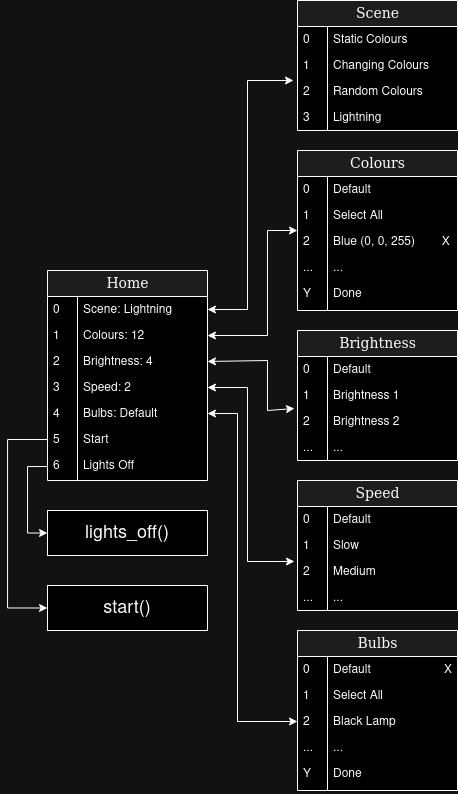 Scene
0 Static Colours
1 Changing Colours
2 Random Colours
3 Lightning
Colours
0 Default
1 Select All
2 Blue (0, 0, 255) X
... ...
Y Done
Home
0 Scene: Lightning
1 Colours: 12
2 Brightness: 4
3 Speed: 2
4 Bulbs: Default
5 Start
6 Lights Off
lights_off()
start()
Brightness
0 Default
1 Brightness 1
2 Brightness 2
... ...
Speed
0 Default
1 Slow
2 Medium
... ...
Bulbs
0 Default X
1 Select All
2 Black Lamp
... ...
Y Done